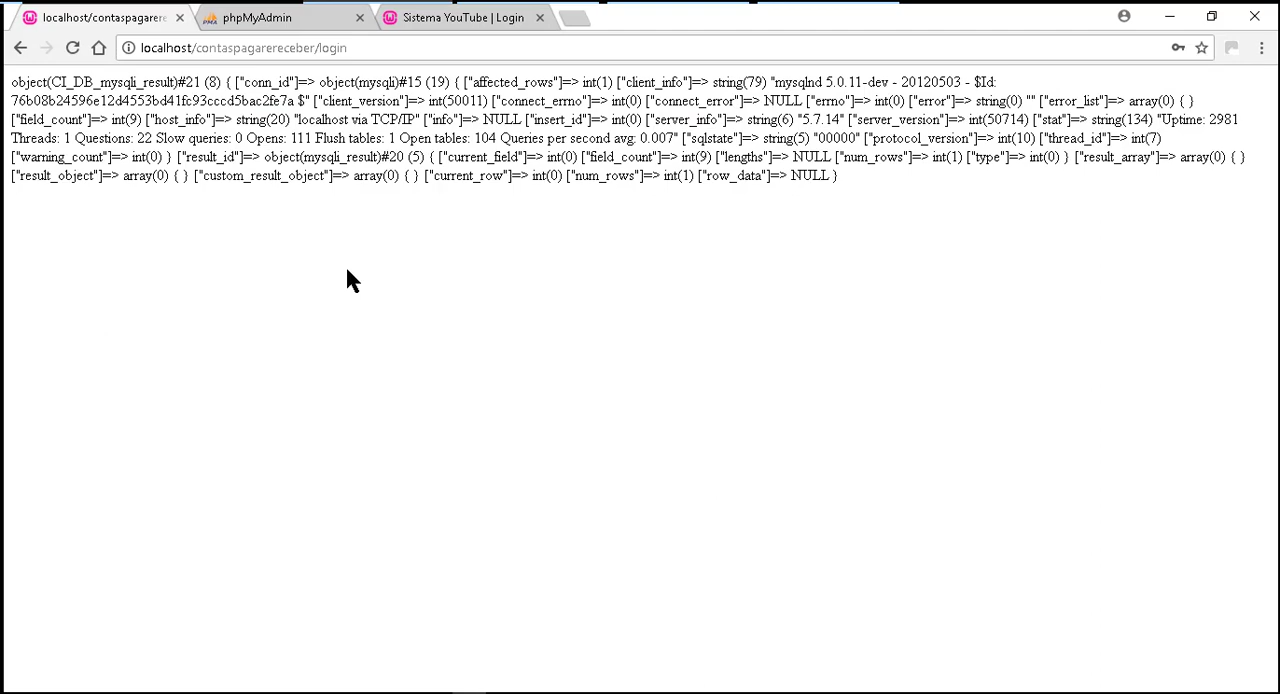 localhost/contaspagarere
phpMyAdmin
Sistema YouTube | Login
localhost/contaspagarereceber/login
object(CI_DB_mysqli_result)#21 (8) { ["conn_id"]=> object(mysqli)#15 (19) { ["affected_rows"]=> int(1) ["client_info"]=> string(79) "mysqlnd 5.0.11-dev - 20120503 - $Id:
76b08b24596e12d4553bd41fc93cccd5bac2fe7a $" ["client_version"]=> int(50011) ["connect_errno"]=> int(0) ["connect_error"]=> NULL ["errno"]=> int(0) ["error"]=> string(0) "" ["error_list"]=> array(0) { }
["field_count"]=> int(9) ["host_info"]=> string(20) "localhost via TCP/IP" ["info"]=> NULL ["insert_id"]=> int(0) ["server_info"]=> string(6) "5.7.14" ["server_version"]=> int(50714) ["stat"]=> string(134) "Uptime: 2981
Threads: 1 Questions: 22 Slow queries: 0 Opens: 111 Flush tables: 1 Open tables: 104 Queries per second avg: 0.007" ["sqlstate"]=> string(5) "00000" ["protocol_version"]=> int(10) ["thread_id"]=> int(7)
["warning_count"]=> int(0) } ["result_id"]=> object(mysqli_result)#20 (5) { ["current_field"]=> int(0) ["field_count"]=> int(9) ["lengths"]=> NULL ["num_rows"]=> int(1) ["type"]=> int(0) } ["result_array"]=> array(0) { }
["result_object"]=> array(0) { } ["custom_result_object"]=> array(0) { } ["current_row"]=> int(0) ["num_rows"]=> int(1) ["row_data"]=> NULL }